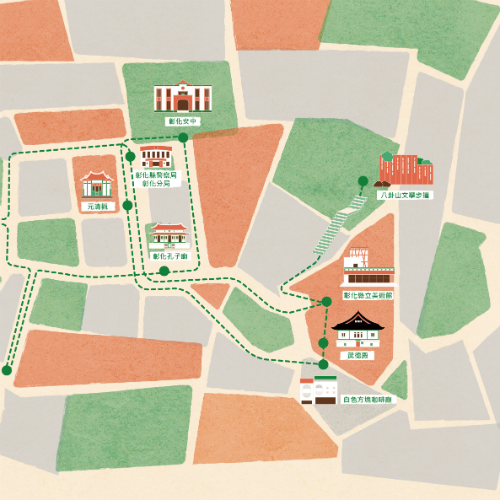 彰化女中
彰化縣警察局
彰化分局
元清觀
彰化孔子廟
八卦山文學步道
彰化縣立美術館
武德殿
白色方塊咖啡廳